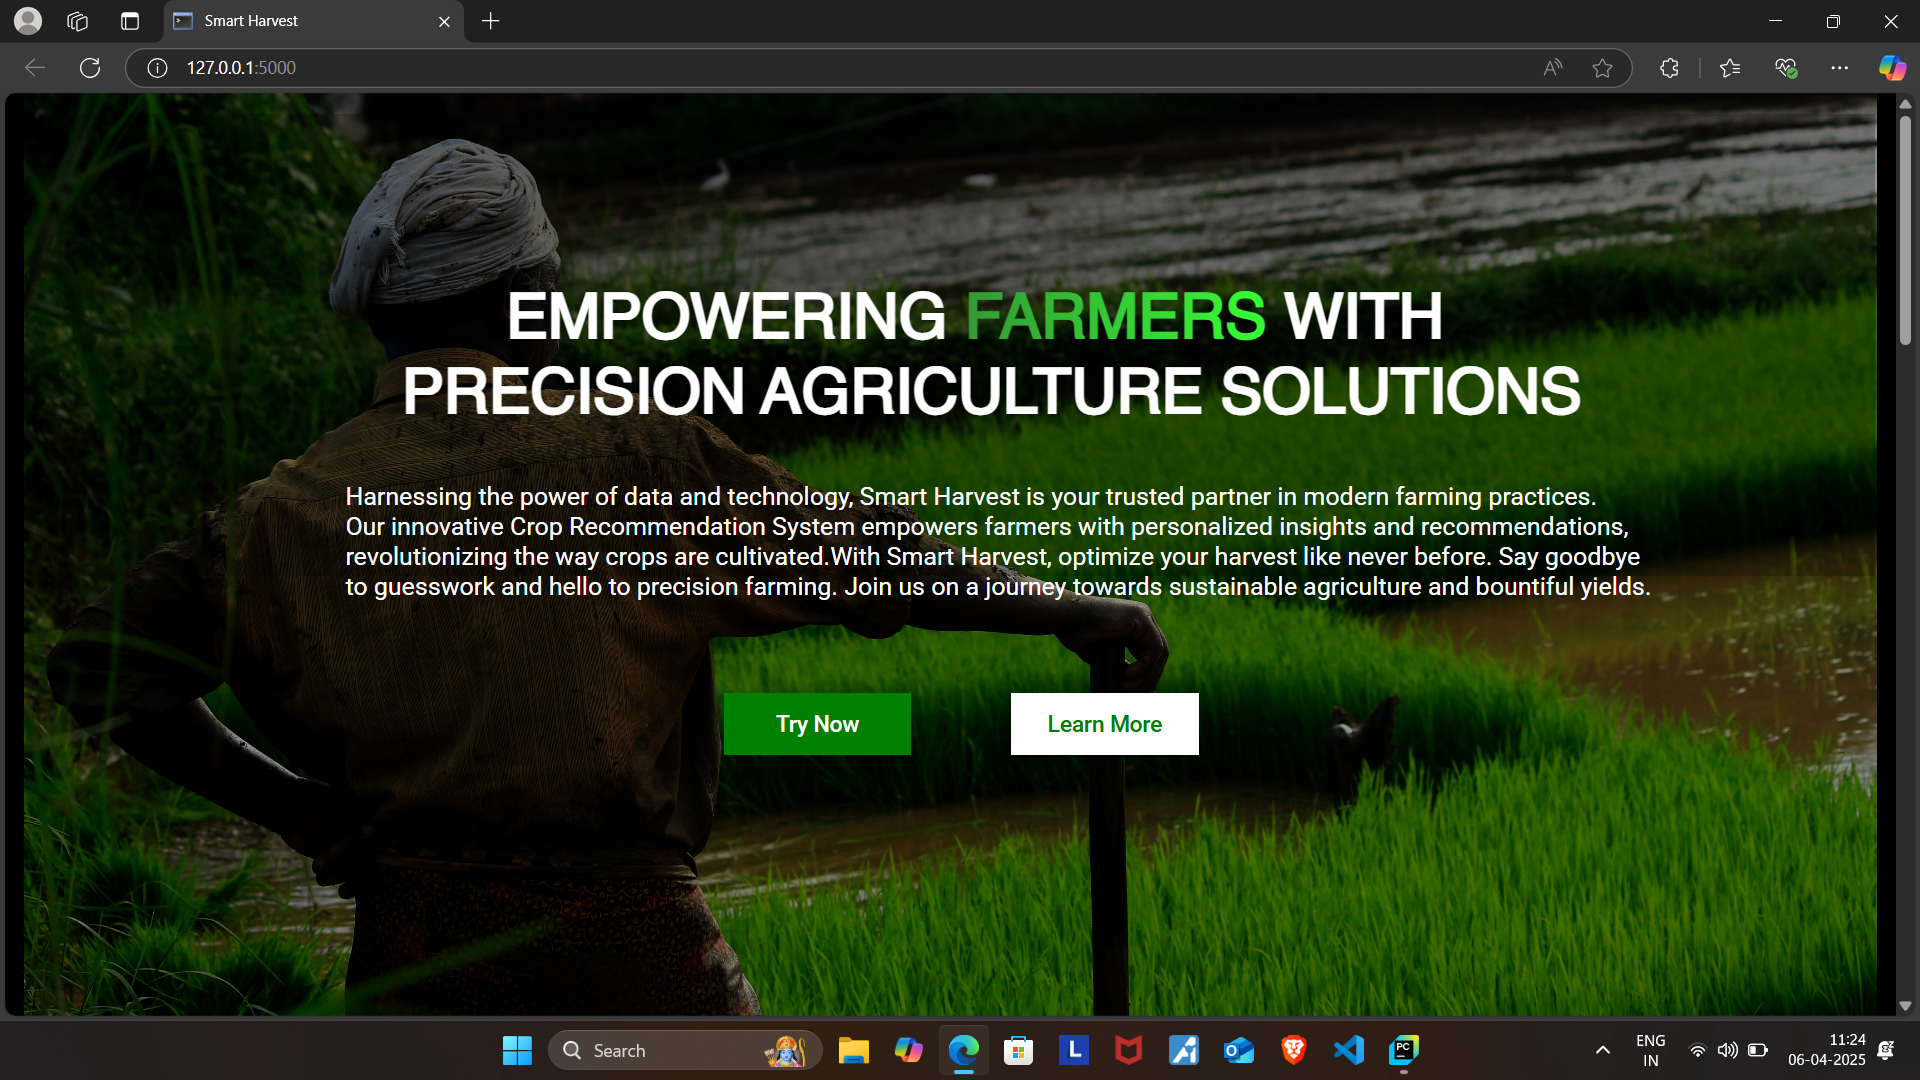 Smart Harvest
127.0.0.1:5000
EMPOWERING FARMERS WITH
PRECISION AGRICULTURE SOLUTIONS
Harnessing the power of data and technology, Smart Harvest is your trusted partner in modern farming practices.
Our innovative Crop Recommendation System empowers farmers with personalized insights and recommendations,
revolutionizing the way crops are cultivated.With Smart Harvest, optimize your harvest like never before. Say goodbye
to guesswork and hello to precision farming. Join us on a journey towards sustainable agriculture and bountiful yields.
Try Now
Learn More
Search
L
PC
ENG
IN
11:24
06-04-2025